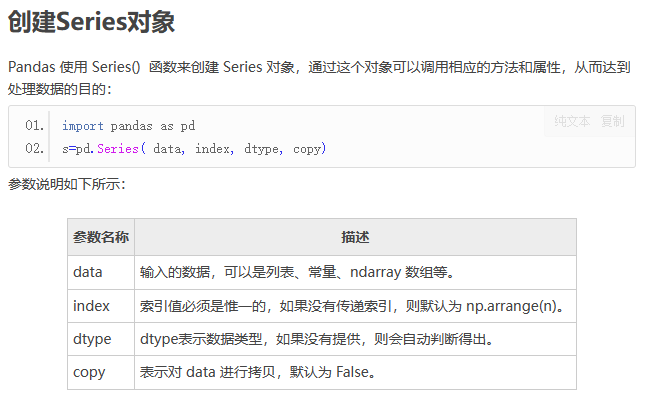 创建Series对象
Pandas 使用 Series() 函数来创建 Series 对象，通过这个对象可以调用相应的方法和属性，从而达到
处理数据的目的：
纯文本 复制
01. import pandas as pd
02. s=pd.Series( data, index, dtype, copy)
参数说明如下所示：
参数名称 描述
data 输入的数据，可以是列表、常量、ndarray 数组等。
index 索引值必须是惟一的，如果没有传递索引，则默认为 np.arrange(n)。
dtype dtype表示数据类型，如果没有提供，则会自动判断得出。
copy 表示对 data 进行拷贝，默认为 False。